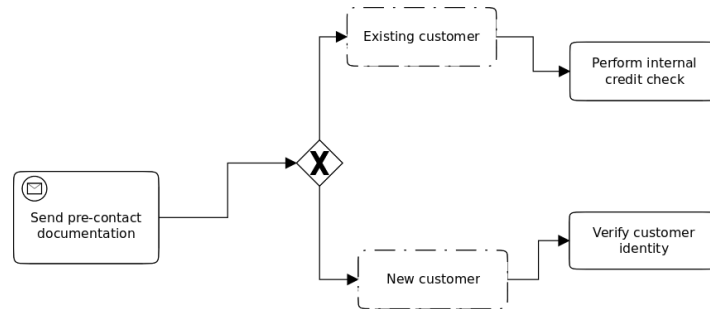 Existing customer
Perform internal
credit check
X
Send pre-contact
documentation
Verify customer
identity
New customer